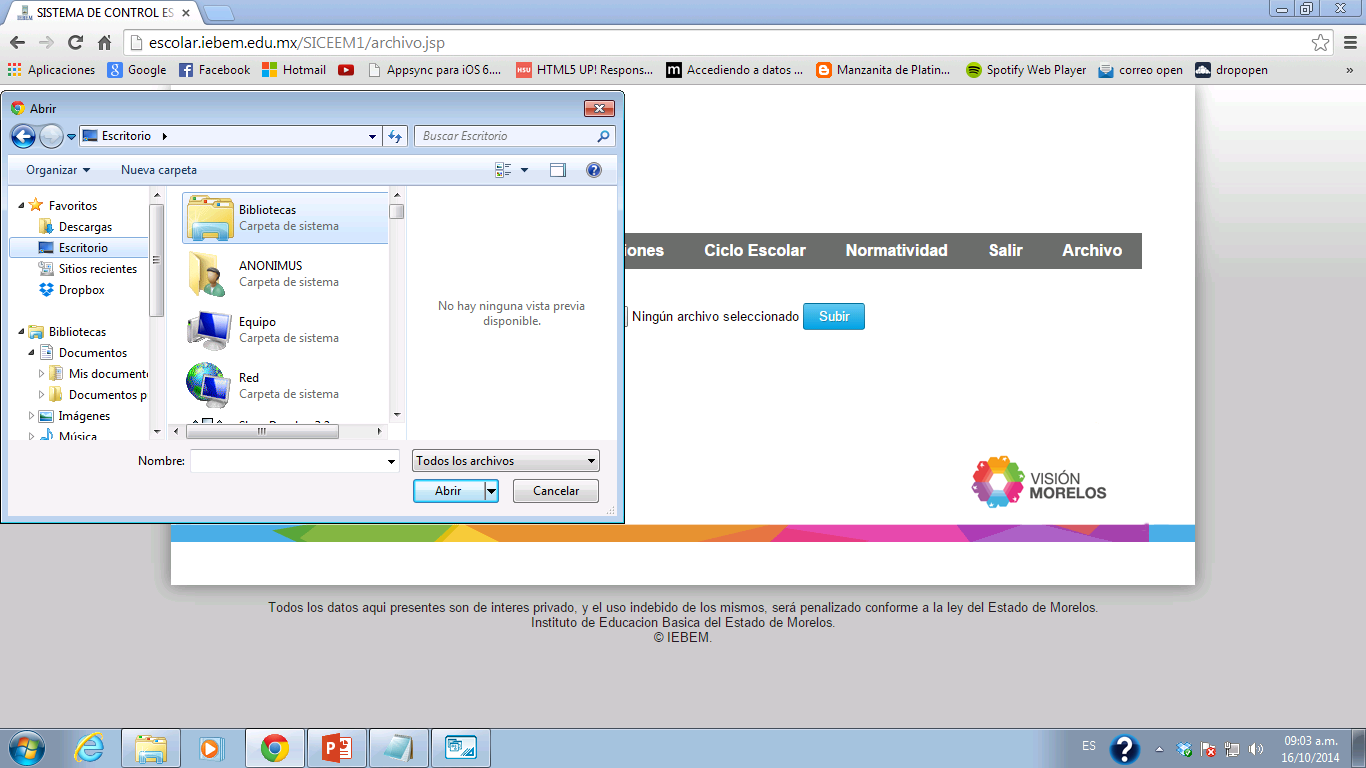 SISTEMA DE CONTROL ES
escolar.iebem.edu.mx/SICEEM1/archivo.jsp
Aplicaciones Google Facebook Hotmail Appsync para iOS 6.... HTML5 UP! Respons... Accediendo a datos ... Manzanita de Platin... Spotify Web Player correo open dropopen »
Abrir
Escritorio
Buscar Escritorio
Organizar Nueva carpeta
Favoritos
Descargas
Escritorio
Sitios recientes
Dropbox
Bibliotecas
Documentos
Mis document
Documentos p
Imágenes
Música
Bibliotecas
Carpeta de sistema
ANONIMUS
Carpeta de sistema
Equipo
Carpeta de sistema
Red
Carpeta de sistema
No hay ninguna vista previa
disponible.
Nombre:
Todos los archivos
Abrir Cancelar
iones Ciclo Escolar Normatividad Salir Archivo
Ningún archivo seleccionado Subir
VISIÓN
MORELOS
Todos los datos aqui presentes son de interes privado, y el uso indebido de los mismos, será penalizado conforme a la ley del Estado de Morelos.
Instituto de Educacion Basica del Estado de Morelos.
© IEBEM.
ES
09:03 a.m.
16/10/2014